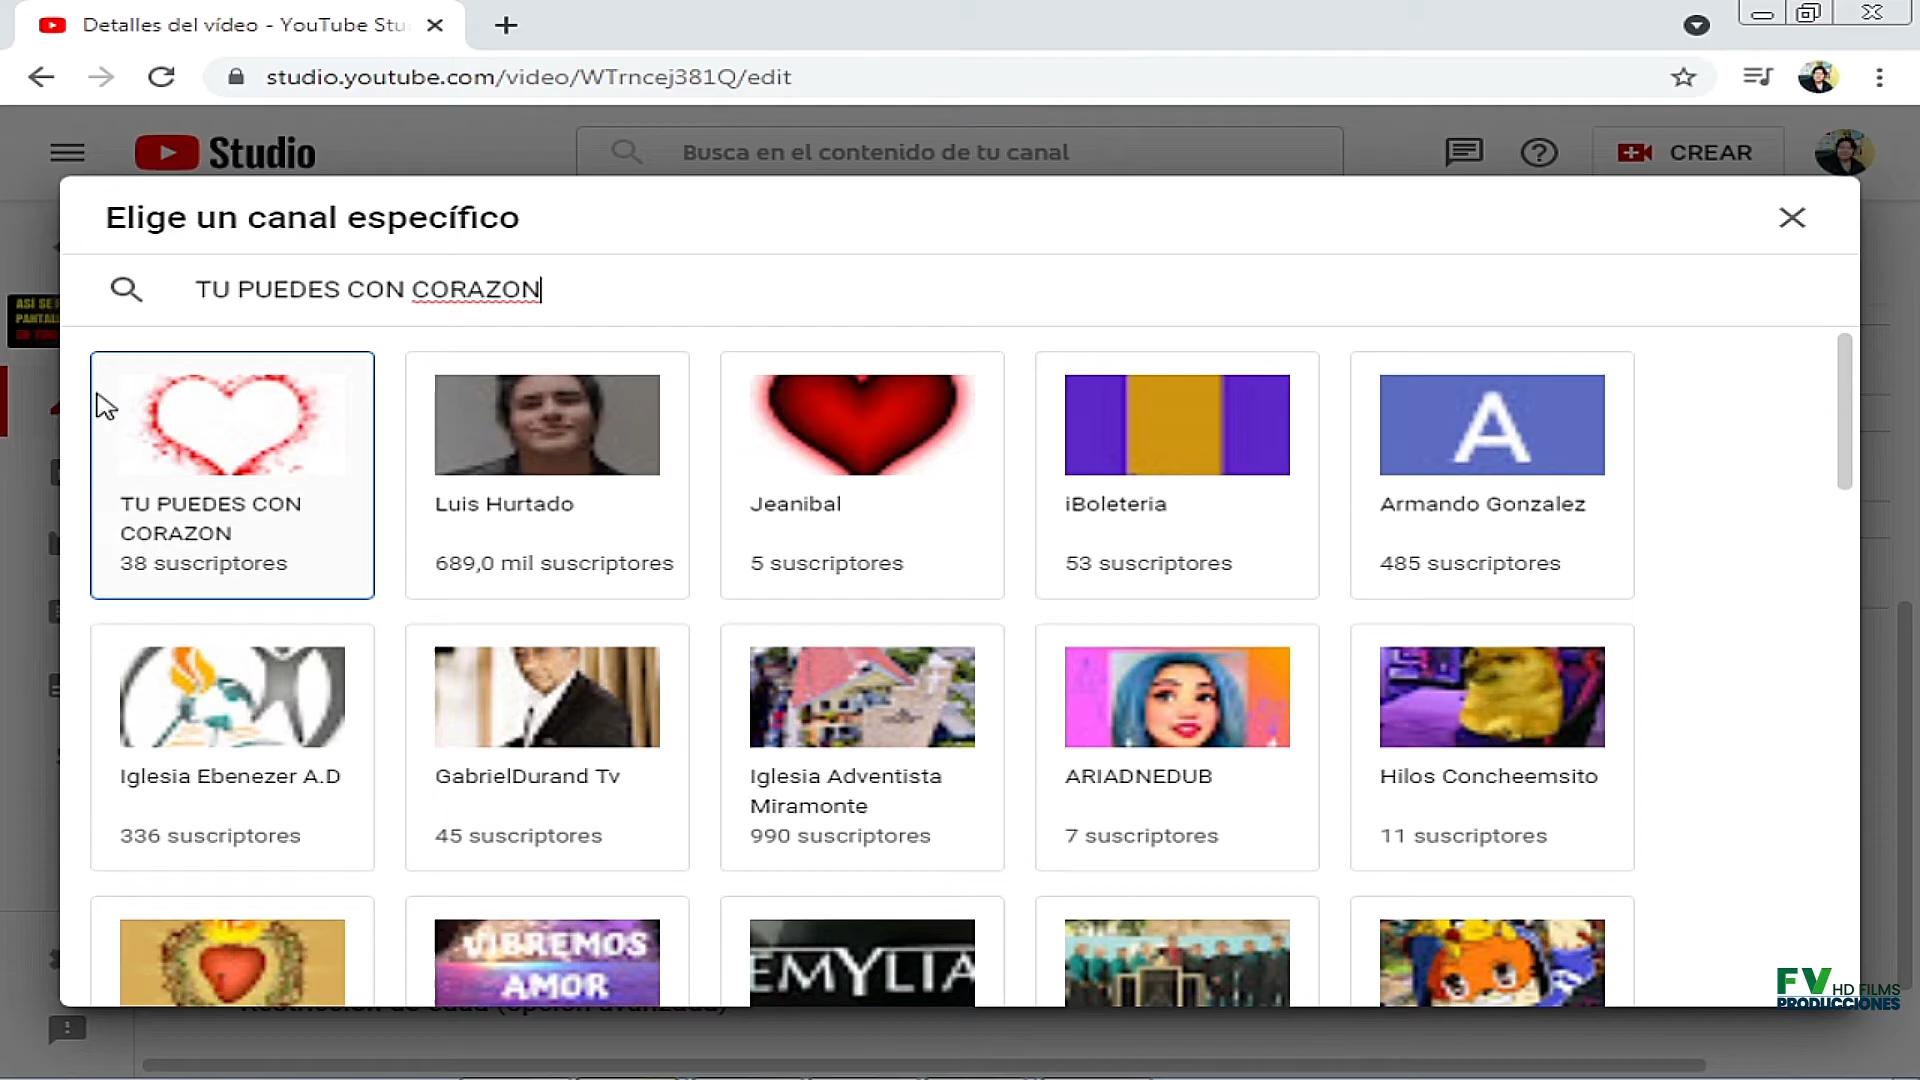 Detalles del vídeo - YouTube Stu
studio.youtube.com/video/WTrncej381Q/edit
Studio
Busca en el contenido de tu canal
CREAR
Elige un canal específico
TU PUEDES CON CORAZON
ASÍ SE
PANTAL
TU PUEDES CON
CORAZON
38 suscriptores
Luis Hurtado
689,0 mil suscriptores
Jeanibal
5 suscriptores
iBoleteria
53 suscriptores
A
Armando Gonzalez
485 suscriptores
Iglesia Ebenezer A.D
336 suscriptores
GabrielDurand Tv
45 suscriptores
Iglesia Adventista
Miramonte
990 suscriptores
ARIADNEDUB
7 suscriptores
Hilos Concheemsito
11 suscriptores
VIBREMOS
AMOR
EMYLIA
FV HD FILMS
PRODUCCIONES